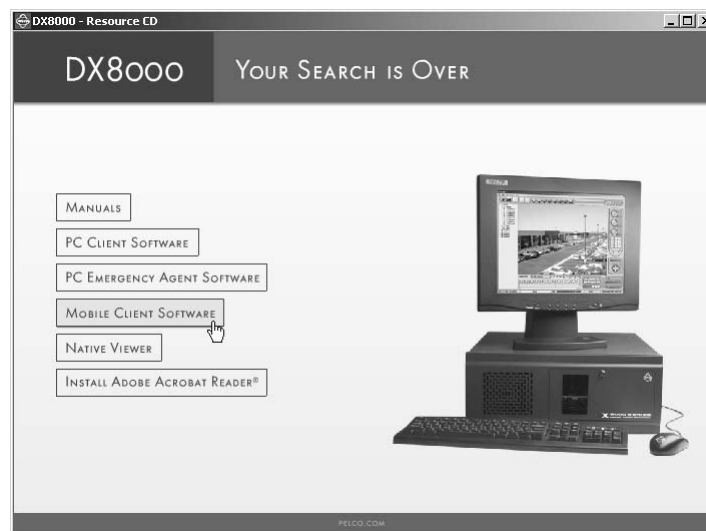 DX8000 - Resource CD
DX8000 YOUR SEARCH IS OVER
MANUALS
PC CLIENT SOFTWARE
PC EMERGENCY AGENT SOFTWARE
MOBILE CLIENT SOFTWARE
NATIVE VIEWER
INSTALL ADOBE ACROBAT READER®
PELCO.COM